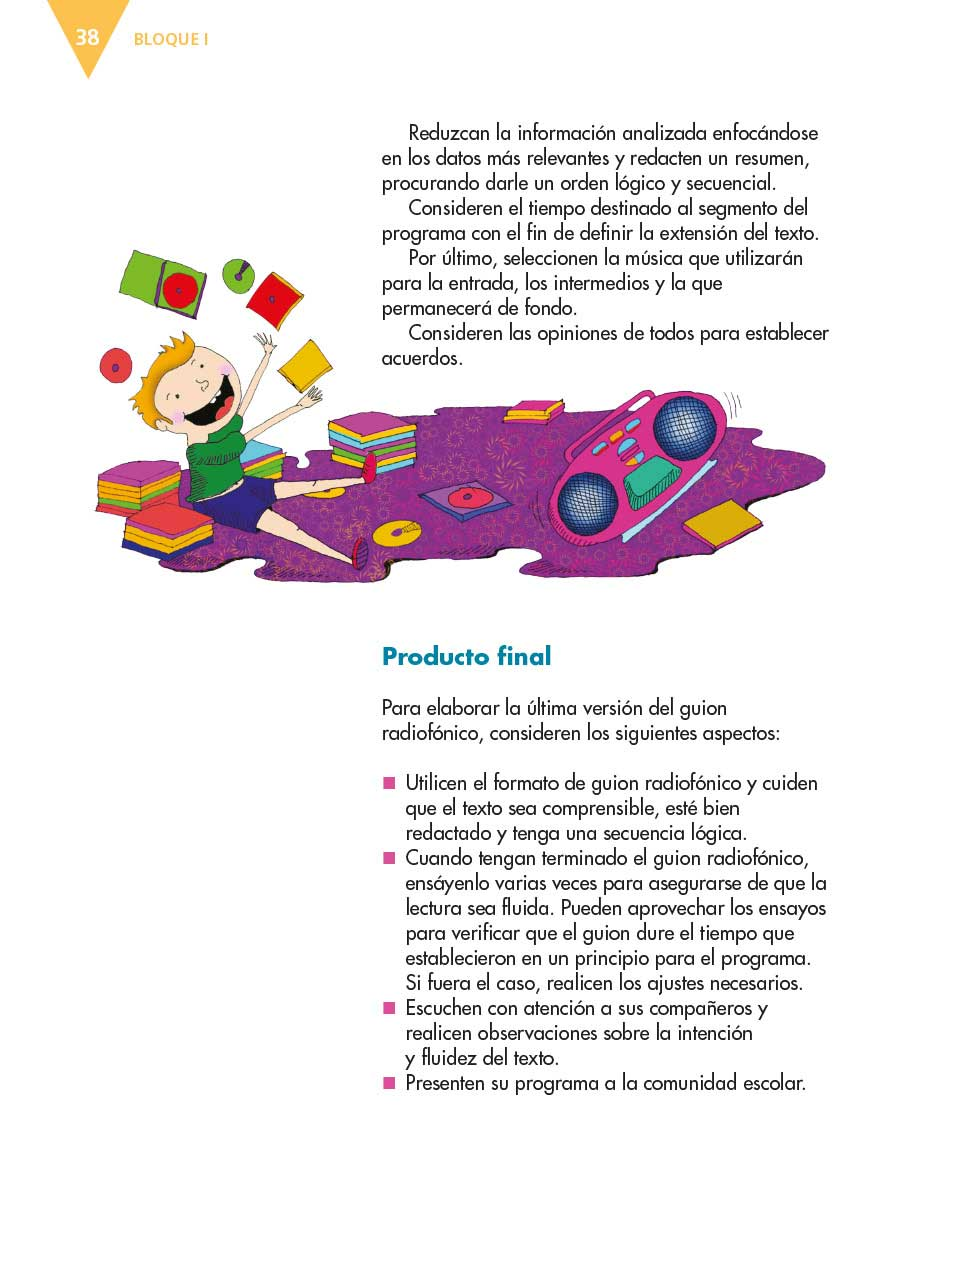 38
BLOQUE I
Reduzcan la información analizada enfocándose
en los datos más relevantes y redacten un resumen,
procurando darle un orden lógico y secuencial.
Consideren el tiempo destinado al segmento del
programa con el fin de definir la extensión del texto.
Por último, seleccionen la música que utilizarán
para la entrada, los intermedios y la que
permanecerá de fondo.
Consideren las opiniones de todos para establecer
acuerdos.
Producto final
Para elaborar la última versión del guion
radiofónico, consideren los siguientes aspectos:
Utilicen el formato de guion radiofónico y cuiden
que el texto sea comprensible, esté bien
redactado y tenga una secuencia lógica.
Cuando tengan terminado el guion radiofónico,
ensáyenlo varias veces para asegurarse de que la
lectura sea fluida. Pueden aprovechar los ensayos
para verificar que el guion dure el tiempo que
establecieron en un principio para el programa.
Si fuera el caso, realicen los ajustes necesarios.
Escuchen con atención a sus compañeros y
realicen observaciones sobre la intención
y fluidez del texto.
Presenten su programa a la comunidad escolar.